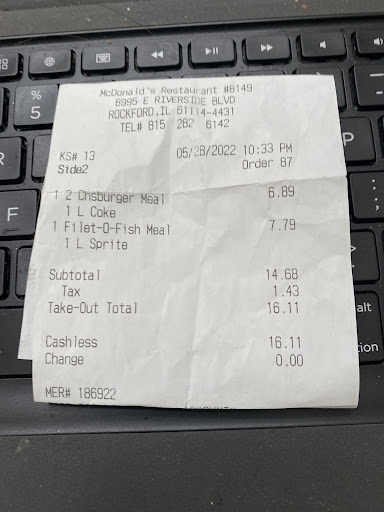 McDonald's Restaurant #8149
6995 E RIVERSIDE BLVD
ROCKFORD,IL 61114-4431
TEL# 815 282 6142
KS# 13 05/28/2022 10:33 PM
Side2 Order 87
1 2 Chsburger Meal 6.89
1 L Coke
1 Filet-O-Fish Meal 7.79
1 L Sprite
Subtotal 14.68
Tax 1.43
Take-Out Total 16.11
Cashless 16.11
Change 0.00
MER# 186922
%
5
R
F
P
alt